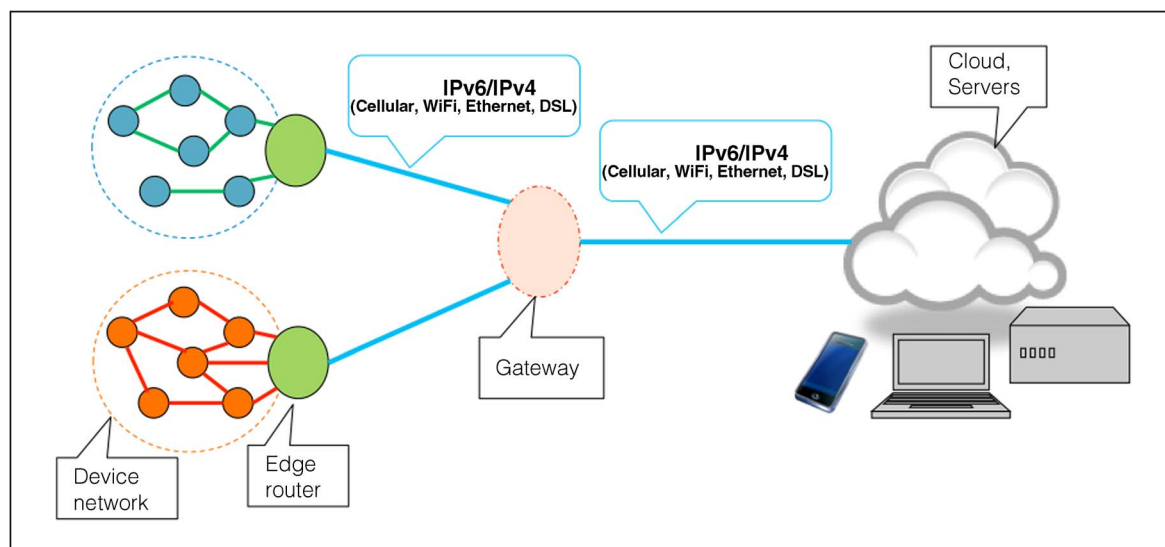 IPv6/IPv4
(Cellular, WiFi, Ethernet, DSL)
Cloud,
Servers
IPv6/IPv4
(Cellular, WiFi, Ethernet, DSL)
Gateway
Device
network
Edge
router